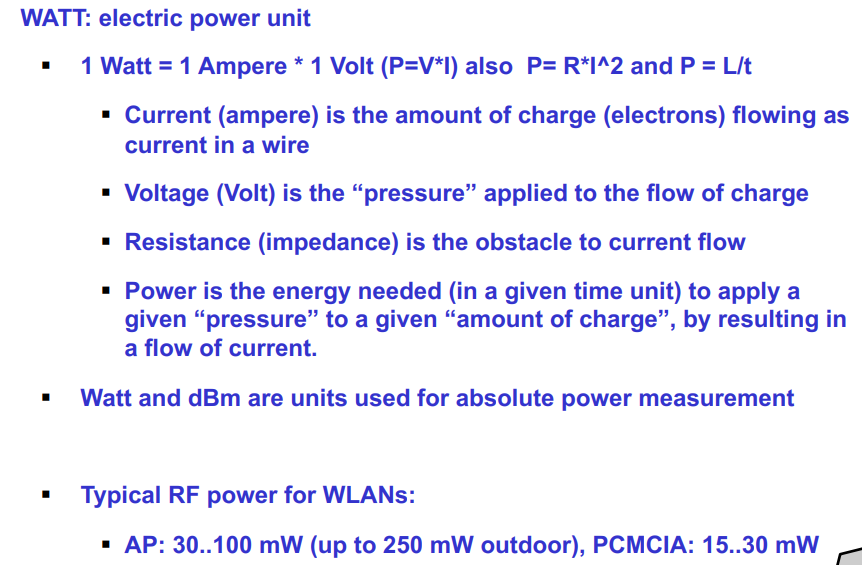 WATT: electric power unit
▪ 1 Watt = 1 Ampere * 1 Volt (P=V*I) also P= R*I^2 and P = L/t
▪ Current (ampere) is the amount of charge (electrons) flowing as
current in a wire
▪ Voltage (Volt) is the “pressure” applied to the flow of charge
▪ Resistance (impedance) is the obstacle to current flow
▪ Power is the energy needed (in a given time unit) to apply a
given “pressure” to a given “amount of charge”, by resulting in
a flow of current.
▪ Watt and dBm are units used for absolute power measurement
▪ Typical RF power for WLANs:
▪ AP: 30..100 mW (up to 250 mW outdoor), PCMCIA: 15..30 mW